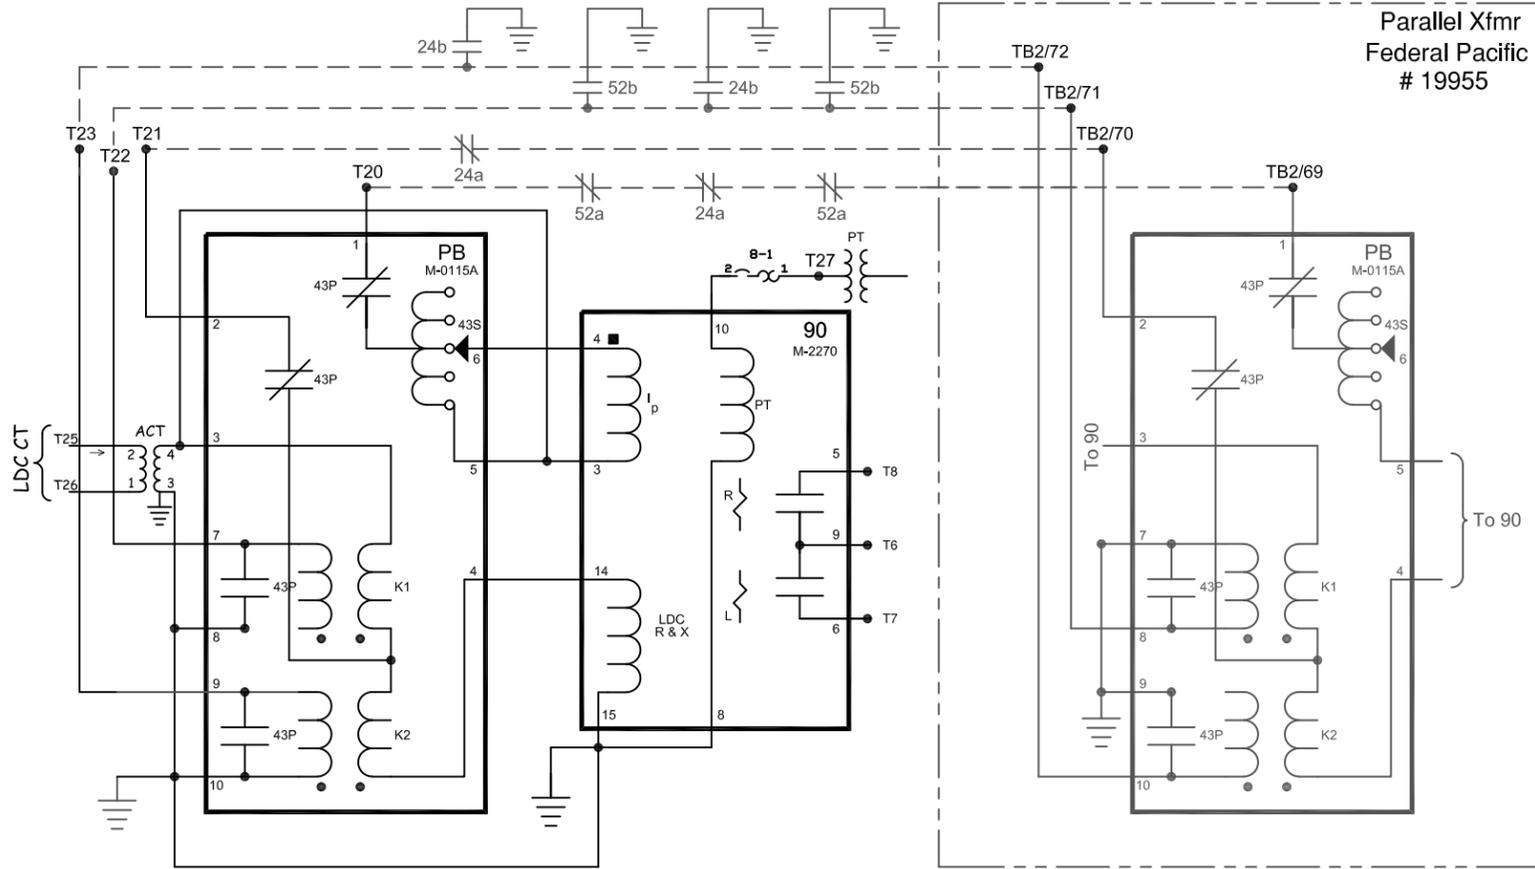 Parallel Xfmr
Federal Pacific
# 19955
24b
52b
24b
52b
TB2/72
TB2/71
TB2/70
TB2/69
T23
T22
T21
T20
24a
52a
24a
52a
PB
M-0115A
1
43P
2
43S
6
43P
3
5
7
43P
8
K1
4
9
43P
10
K2
LDC CT
T25
T26
ACT
2
4
1
3
8-1
2
1
T27
PT
90
M-2270
10
4
Ip
PT
3
5
T8
R
9
T6
L
6
T7
14
LDC
R & X
15
8
PB
M-0115A
1
43P
2
43S
6
43P
To 90
3
5
To 90
7
43P
8
K1
4
9
43P
10
K2